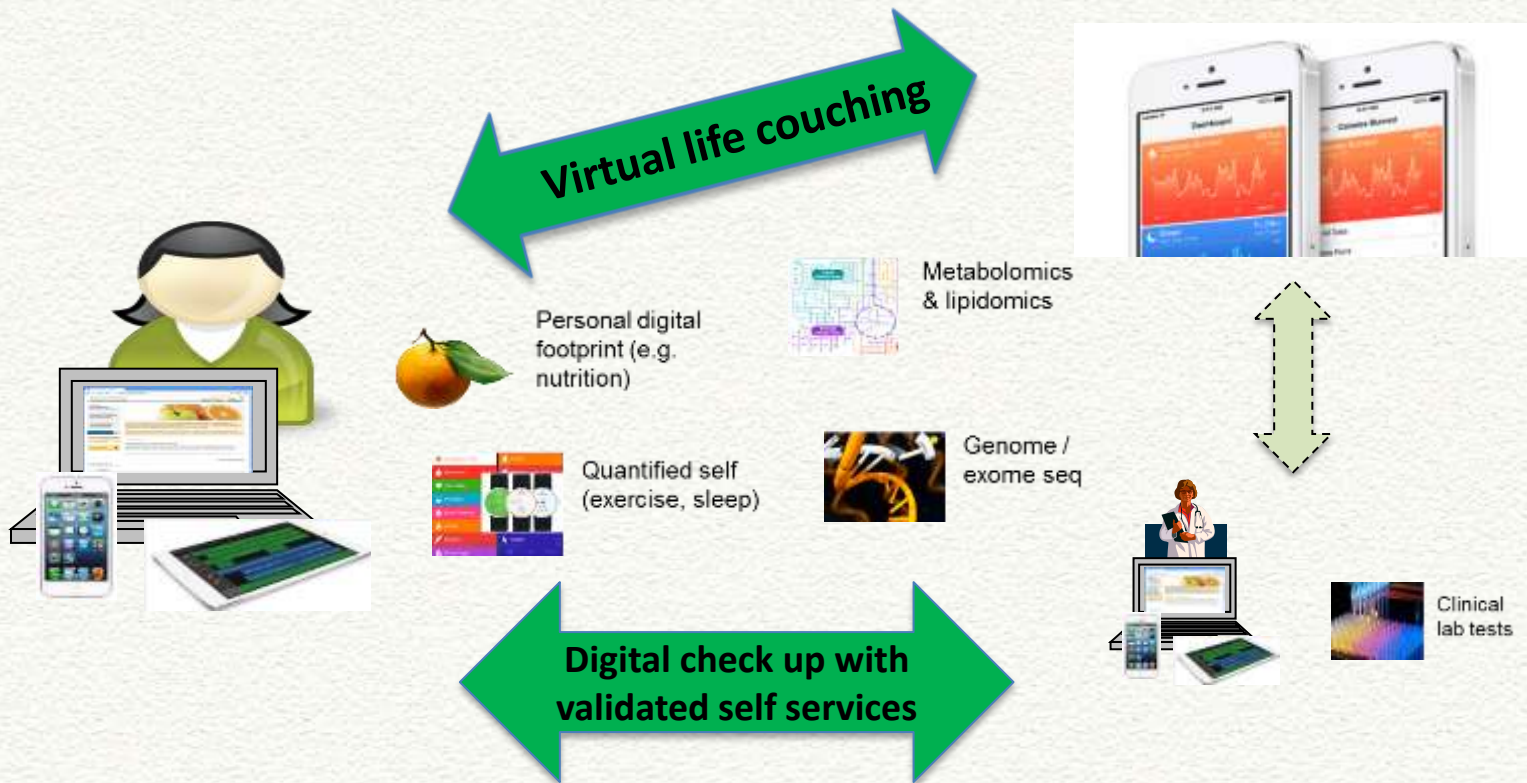 Virtual life couching
Dashboard
Metabolomics
& lipidomics
Personal digital
footprint (e.g.
nutrition)
Genome /
exome seq
Quantified self
(exercise, sleep)
Clinical
lab tests
Digital check up with
validated self services